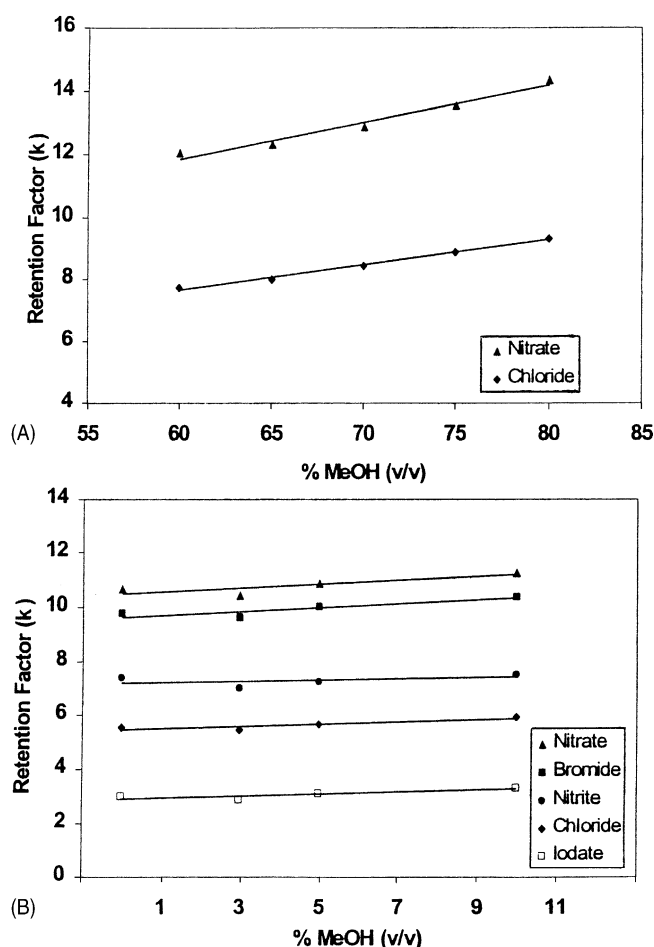 16
14
12
10
8
6
4
Retention Factor (k)
Nitrate
Chloride
(A)
55 60 65 70 75 80 85
% MeOH (v/v)
14
12
10
8
6
4
2
0
Retention Factor (k)
Nitrate
Bromide
Nitrite
Chloride
Iodate
(B)
1 3 5 7 9 11
% MeOH (v/v)